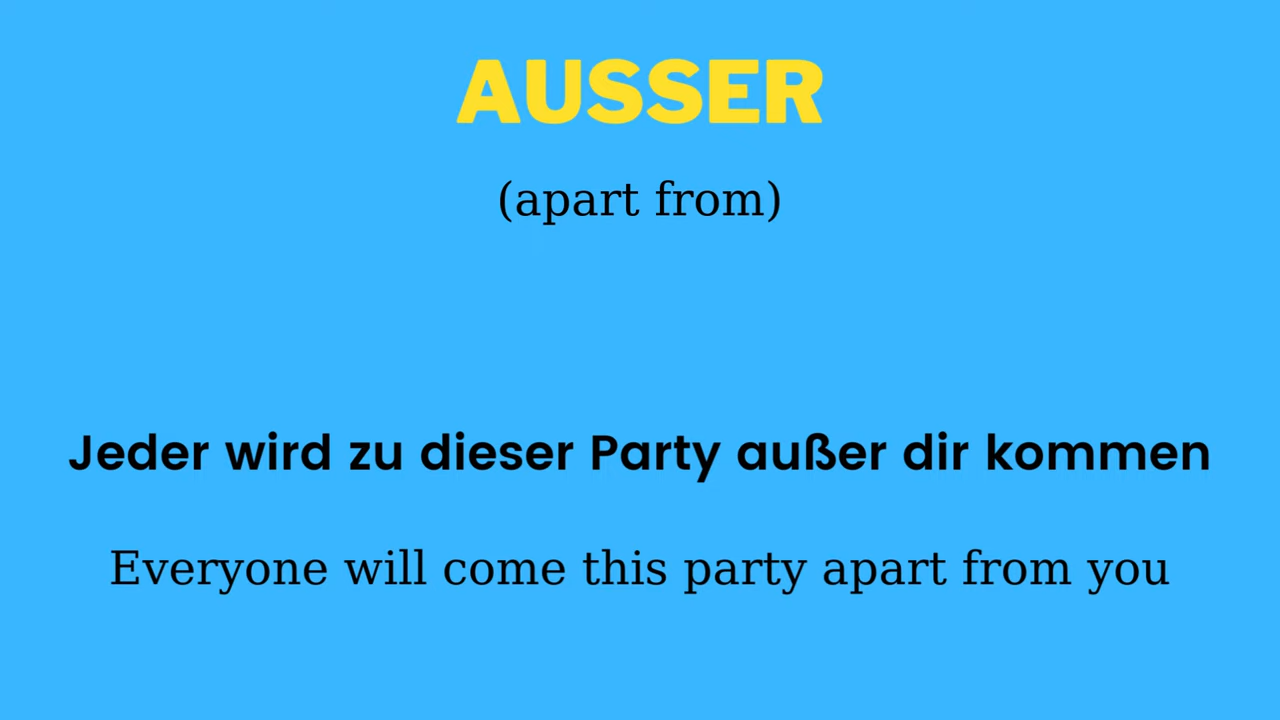 AUSSER
(apart from)
Jeder wird zu dieser Party außer dir kommen
Everyone will come this party apart from you